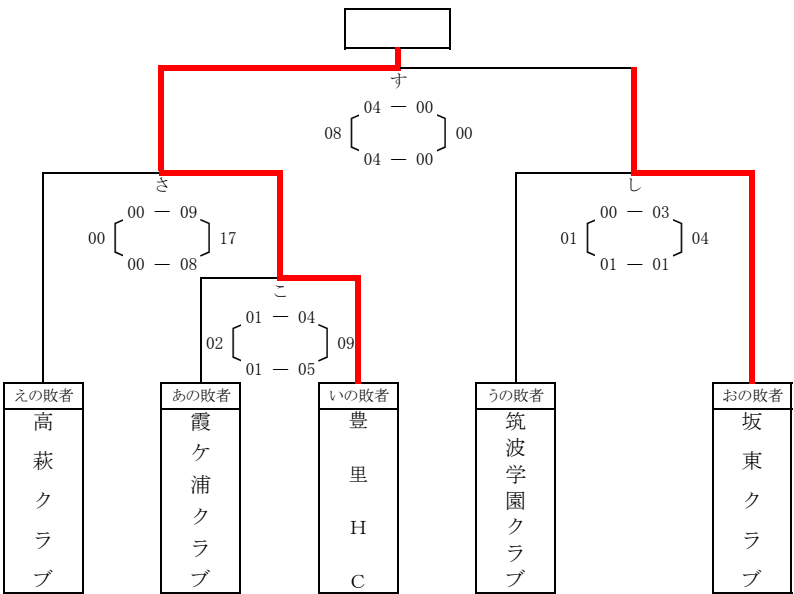 す
04 — 00
08 00
04 — 00
さ
00 — 09
00 17
00 — 08
し
00 — 03
01 04
01 — 01
こ
01 — 04
02 09
01 — 05
えの敗者
高萩クラブ
あの敗者
霞ケ浦クラブ
いの敗者
豊里HC
うの敗者
筑波学園クラブ
おの敗者
坂東クラブ